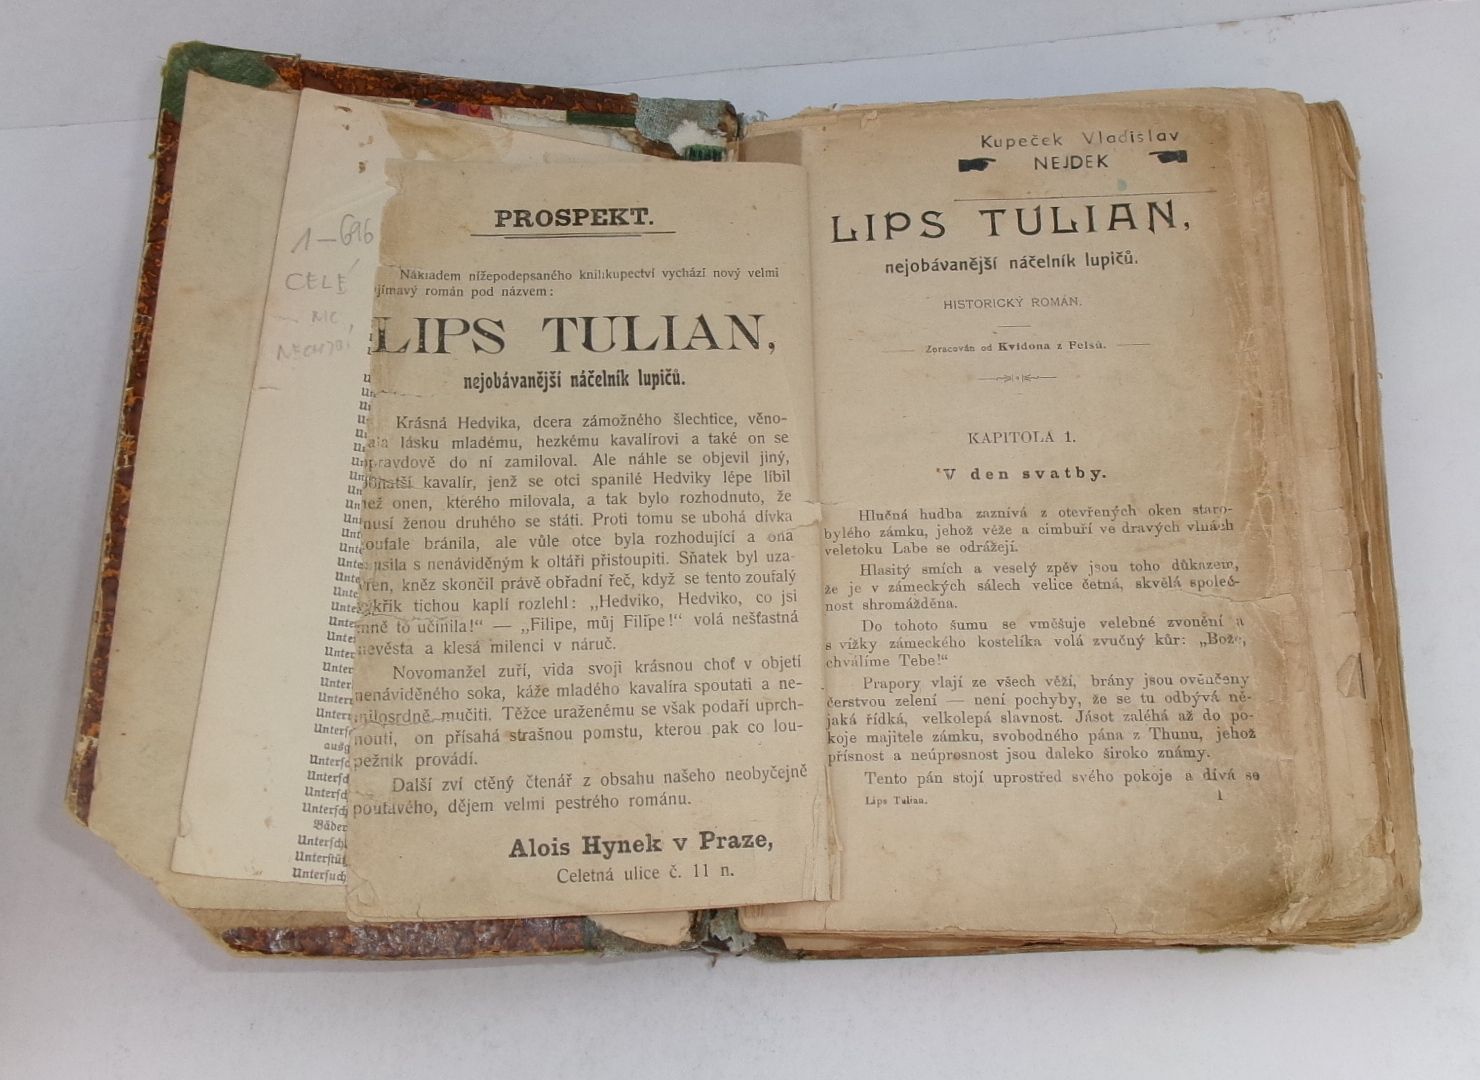 1-696
CELÉ
NIC
NECHYBÍ
PROSPEKT.
Nákladem nížepodepsaného knihkupectví vychází nový velmi
jímavý román pod názvem:
LIPS TULIAN,
nejobávanější náčelník lupičů.
Krásná Hedvika, dcera zámožného šlechtice, věno-
ala lásku mladému, hezkému kavalírovi a také on se
upravdově do ní zamiloval. Ale náhle se objevil jiný,
bohatší kavalír, jenž se otci spanilé Hedviky lépe líbil
než onen, kterého milovala, a tak bylo rozhodnuto, že
musí ženou druhého se státi. Proti tomu se ubohá dívka
zoufale bránila, ale vůle otce byla rozhodující a ona
musila s nenáviděným k oltáři přistoupiti. Sňatek byl uza-
vřen, kněz skončil právě obřadní řeč, když se tento zoufalý
výkřik tichou kaplí rozlehl: „Hedviko, Hedviko, co jsi
mně to učinila!“ — „Filipe, můj Filipe!“ volá nešťastná
nevěsta a klesá milenci v náruč.
Novomanžel zuří, vida svoji krásnou choť v objetí
nenáviděného soka, káže mladého kavalíra spoutati a ne-
milosrdně mučiti. Těžce uraženému se však podaří uprch-
nouti, on přísahá strašnou pomstu, kterou pak co lou-
pežník provádí.
Další zví ctěný čtenář z obsahu našeho neobyčejně
poutavého, dějem velmi pestrého románu.
Alois Hynek v Praze,
Celetná ulice č. 11 n.
Kupeček Vladislav
NEJDEK
LIPS TULIAN,
nejobávanější náčelník lupičů.
HISTORICKÝ ROMÁN.
Zpracován od Kvidona z Felsů.
KAPITOLA 1.
V den svatby.
Hlučná hudba zaznívá z otevřených oken staro-
bylého zámku, jehož věže a cimbuří ve dravých vlnách
veletoku Labe se odrážejí.
Hlasitý smích a veselý zpěv jsou toho důkazem,
že je v zámeckých sálech velice četná, skvělá společ-
nost shromážděna.
Do tohoto šumu se vměšuje velebné zvonění a
s vížky zámeckého kostelíka volá zvučný kůr: „Bože,
chválíme Tebe!“
Prapory vlají ze všech věží, brány jsou ověnčeny
čerstvou zelení — není pochyby, že se tu odbývá ně-
jaká řídká, velkolepá slavnost. Jásot zaléhá až do po-
koje majitele zámku, svobodného pána z Thunu, jehož
přísnost a neúprosnost jsou daleko široko známy.
Tento pán stojí uprostřed svého pokoje a dívá se
Lips Tulian. 1